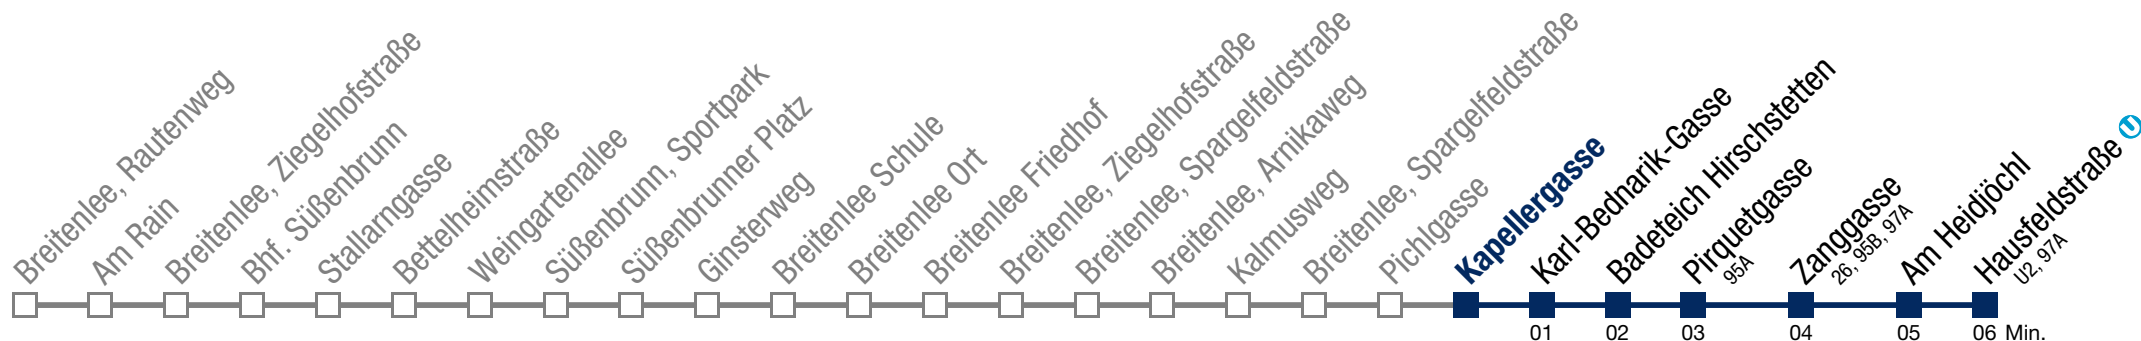 Breitenlee, Rautenweg
Am Rain
Breitenlee, Ziegelhofstraße
Bhf. Süßenbrunn
Stallarngasse
Bettelheimstraße
Weingartenallee
Süßenbrunn, Sportpark
Süßenbrunner Platz
Ginsterweg
Breitenlee Schule
Breitenlee Ort
Breitenlee Friedhof
Breitenlee, Ziegelhofstraße
Breitenlee, Spargelfeldstraße
Breitenlee, Arnikaweg
Kalmusweg
Breitenlee, Spargelfeldstraße
Pichlgasse
Kapellergasse
Karl-Bednarik-Gasse
Badeteich Hirschstetten
Pirquetgasse
95A
Zanggasse
26, 95B, 97A
Am Heidjöchl
Hausfeldstraße U
U2, 97A
01 02 03 04 05 06 Min.